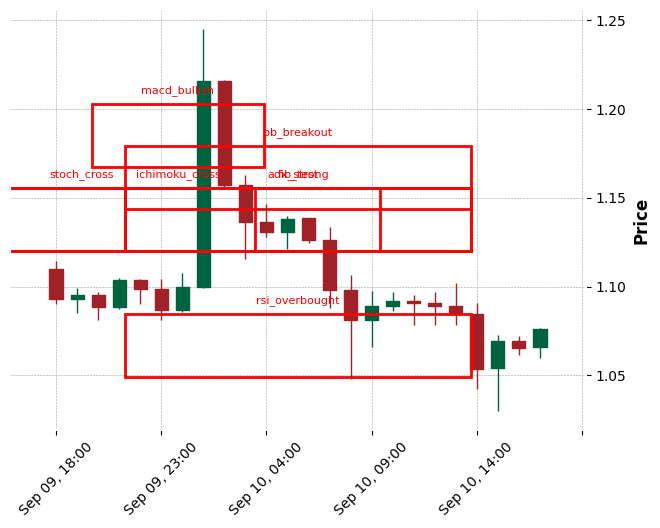 1.25
macd_bullish
1.20
bb_breakout
stoch_cross
ichimoku_cross
adx_strong
1.15
Price
1.10
rsi_overbought
1.05
Sep 09, 18:00
Sep 09, 23:00
Sep 10, 04:00
Sep 10, 09:00
Sep 10, 14:00